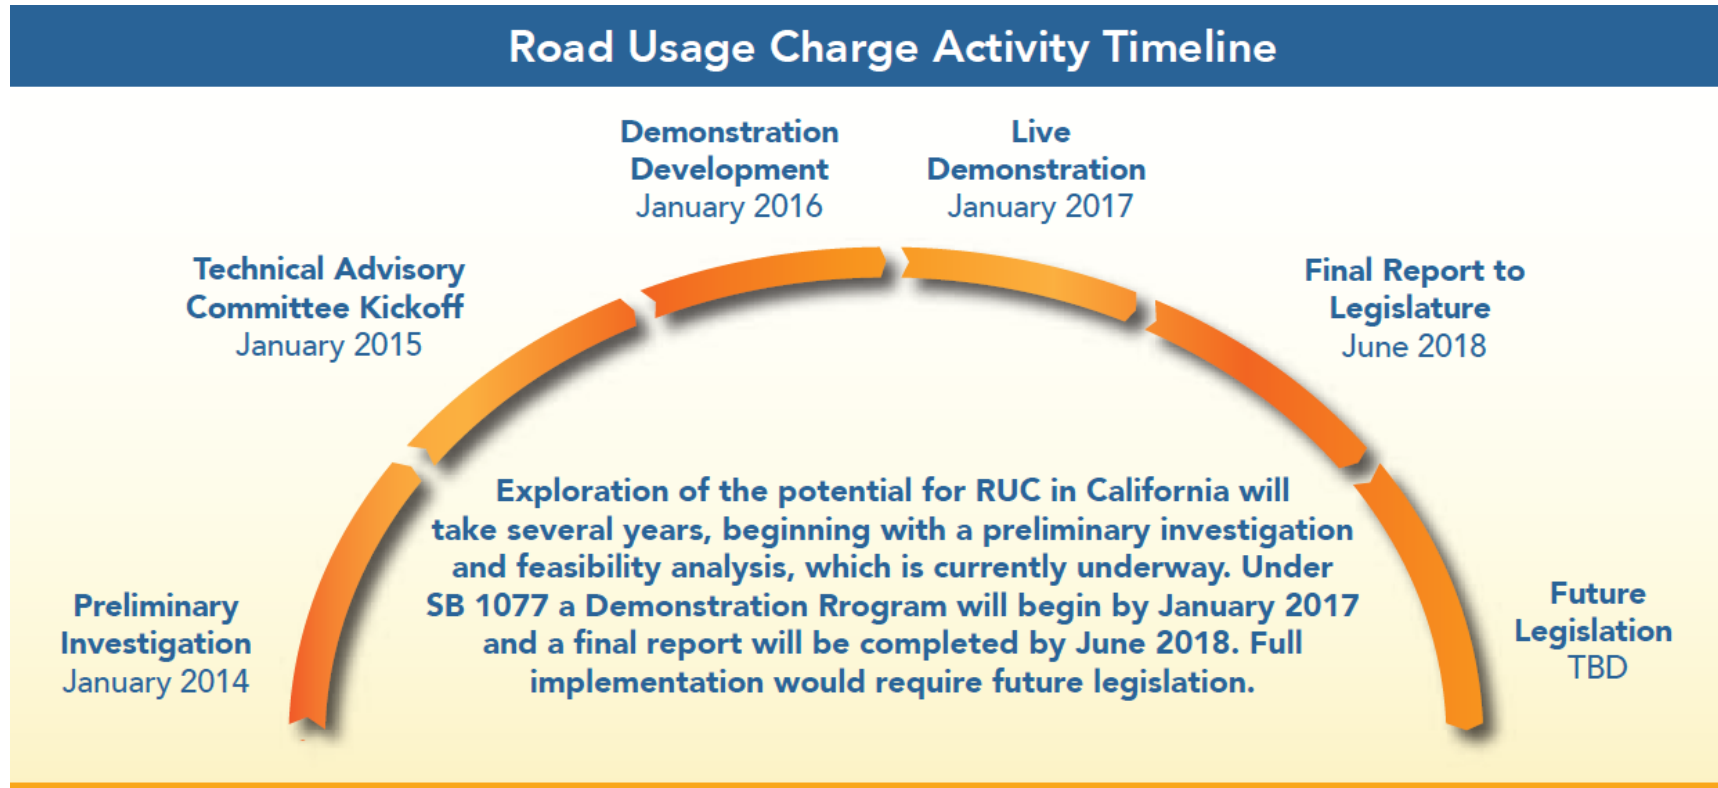 Road Usage Charge Activity Timeline
Demonstration
Development
January 2016
Live
Demonstration
January 2017
Technical Advisory
Committee Kickoff
January 2015
Final Report to
Legislature
June 2018
Preliminary
Investigation
January 2014
Exploration of the potential for RUC in California will
take several years, beginning with a preliminary investigation
and feasibility analysis, which is currently underway. Under
SB 1077 a Demonstration Rrogram will begin by January 2017
and a final report will be completed by June 2018. Full
implementation would require future legislation.
Future
Legislation
TBD